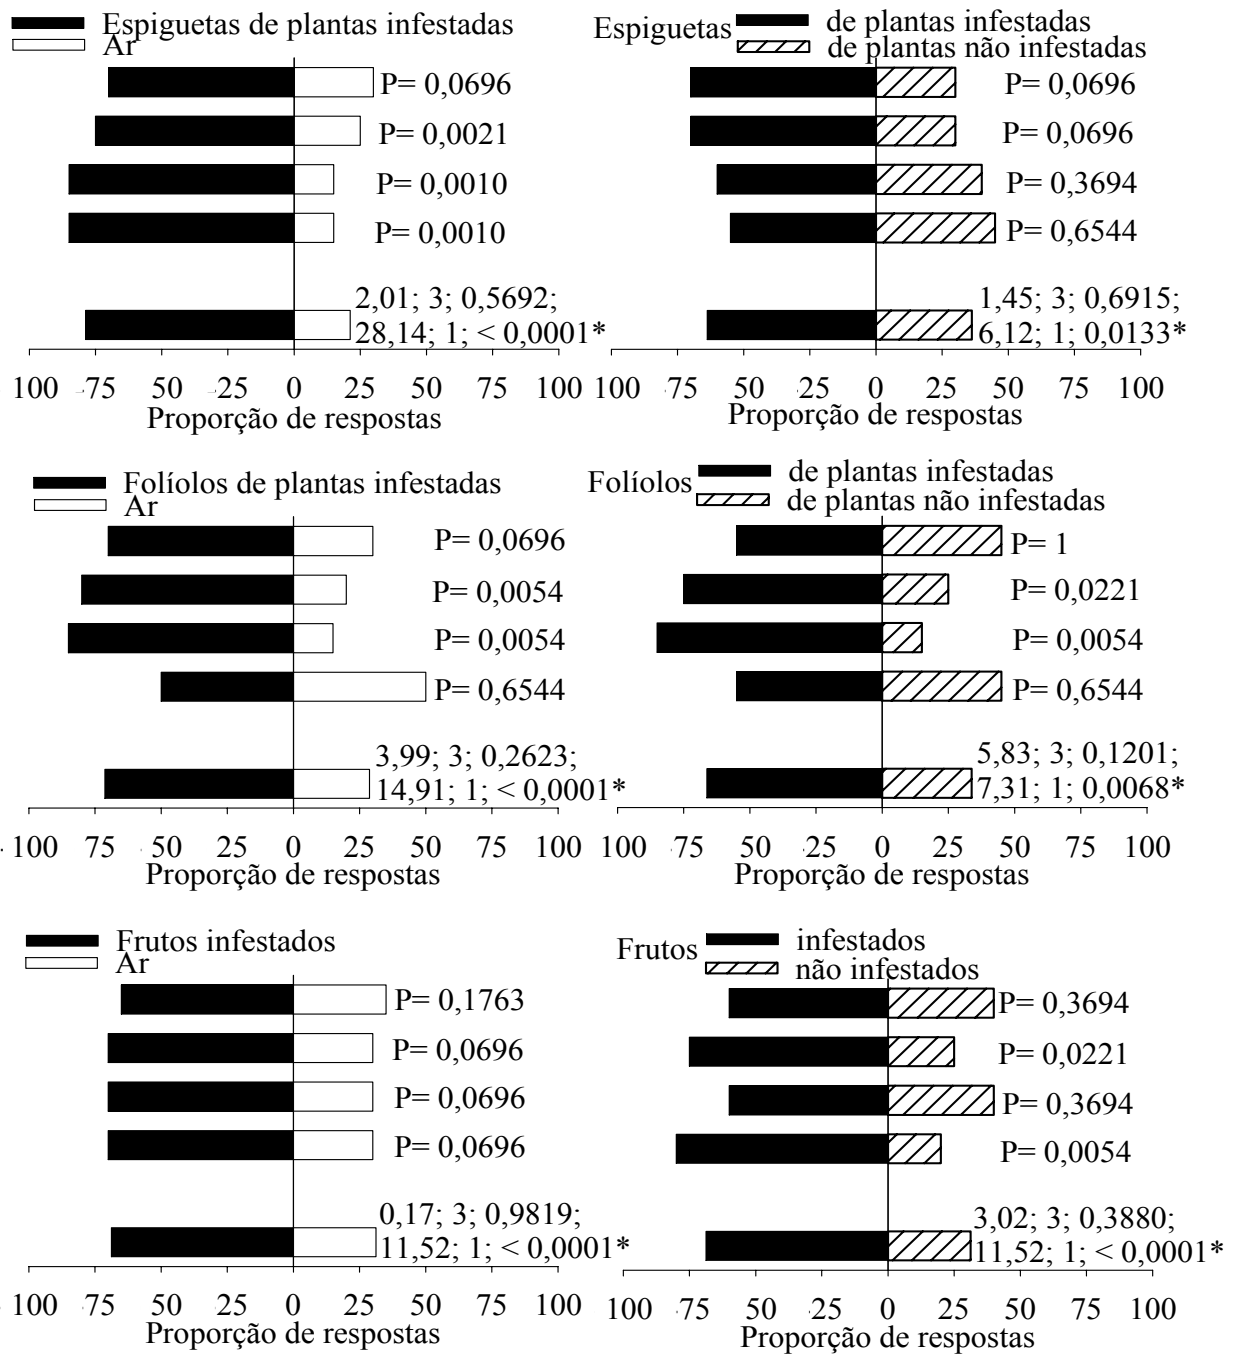 Espiguetas de plantas infestadas
Ar
P= 0,0696
P= 0,0021
P= 0,0010
P= 0,0010
2,01; 3; 0,5692;
28,14; 1; < 0,0001*
100 -75 -25 0 25 50 75 100
Proporção de respostas
Espiguetas
de plantas infestadas
de plantas não infestadas
P= 0,0696
P= 0,0696
P= 0,3694
P= 0,6544
1,45; 3; 0,6915;
6,12; 1; 0,0133*
100 75 25 0 25 50 75 100
Proporção de respostas
Folíolos de plantas infestadas
Ar
P= 0,0696
P= 0,0054
P= 0,0054
P= 0,6544
3,99; 3; 0,2623;
14,91; 1; < 0,0001*
100 75 25 0 25 50 75 100
Proporção de respostas
Folíolos
de plantas infestadas
de plantas não infestadas
P= 1
P= 0,0221
P= 0,0054
P= 0,6544
5,83; 3; 0,1201;
7,31; 1; 0,0068*
100 75 25 0 25 50 75 100
Proporção de respostas
Frutos infestados
Ar
P= 0,1763
P= 0,0696
P= 0,0696
P= 0,0696
0,17; 3; 0,9819;
11,52; 1; < 0,0001*
100 75 25 0 25 50 75 100
Proporção de respostas
Frutos
infestados
não infestados
P= 0,3694
P= 0,0221
P= 0,3694
P= 0,0054
3,02; 3; 0,3880;
11,52; 1; < 0,0001*
100 75 25 0 25 50 75 100
Proporção de respostas